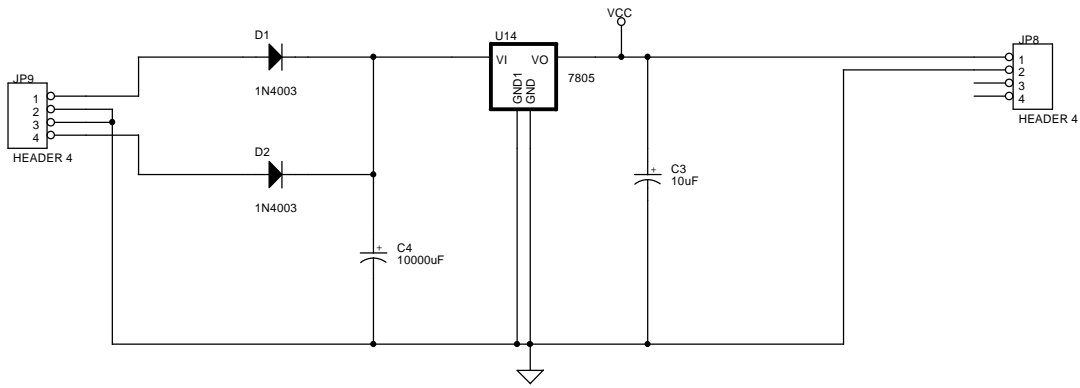 VCC
D1
1N4003
U14
VI
VO
GND1
GND
7805
JP8
1
2
3
4
HEADER 4
JP9
1
2
3
4
HEADER 4
D2
1N4003
+
C3
10uF
+
C4
10000uF